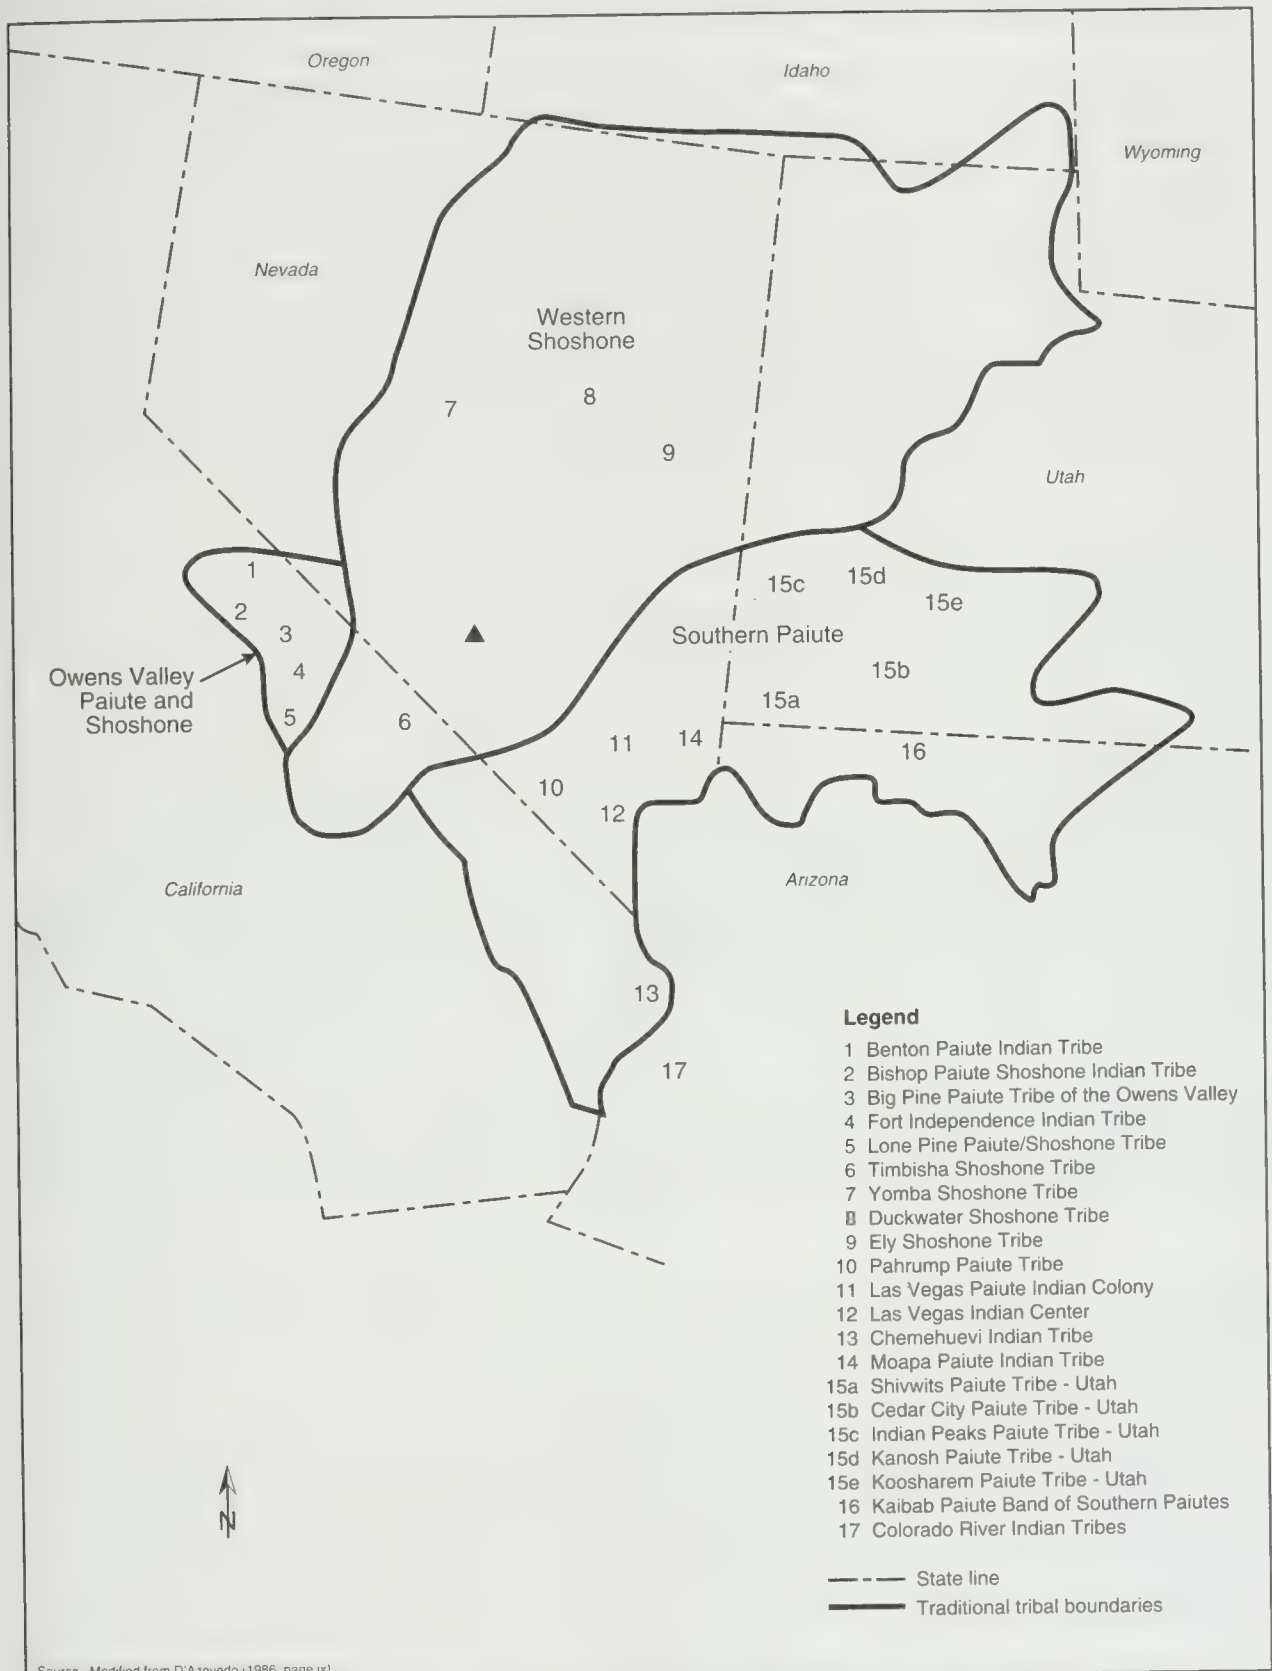 Oregon
Idaho
Wyoming
Nevada
Western
Shoshone
7
8
9
Utah
1
2
3
4
5
6
Owens Valley
Paiute and
Shoshone
15c
15d
15e
Southern Paiute
15b
15a
11
14
16
10
12
California
Arizona
13
17
Legend
1 Benton Paiute Indian Tribe
2 Bishop Paiute Shoshone Indian Tribe
3 Big Pine Paiute Tribe of the Owens Valley
4 Fort Independence Indian Tribe
5 Lone Pine Paiute/Shoshone Tribe
6 Timbisha Shoshone Tribe
7 Yomba Shoshone Tribe
8 Duckwater Shoshone Tribe
9 Ely Shoshone Tribe
10 Pahrump Paiute Tribe
11 Las Vegas Paiute Indian Colony
12 Las Vegas Indian Center
13 Chemehuevi Indian Tribe
14 Moapa Paiute Indian Tribe
15a Shivwits Paiute Tribe - Utah
15b Cedar City Paiute Tribe - Utah
15c Indian Peaks Paiute Tribe - Utah
15d Kanosh Paiute Tribe - Utah
15e Koosharem Paiute Tribe - Utah
16 Kaibab Paiute Band of Southern Paiutes
17 Colorado River Indian Tribes
N
State line
Traditional tribal boundaries
Source Modified from D'Azevedo (1986, page ix)